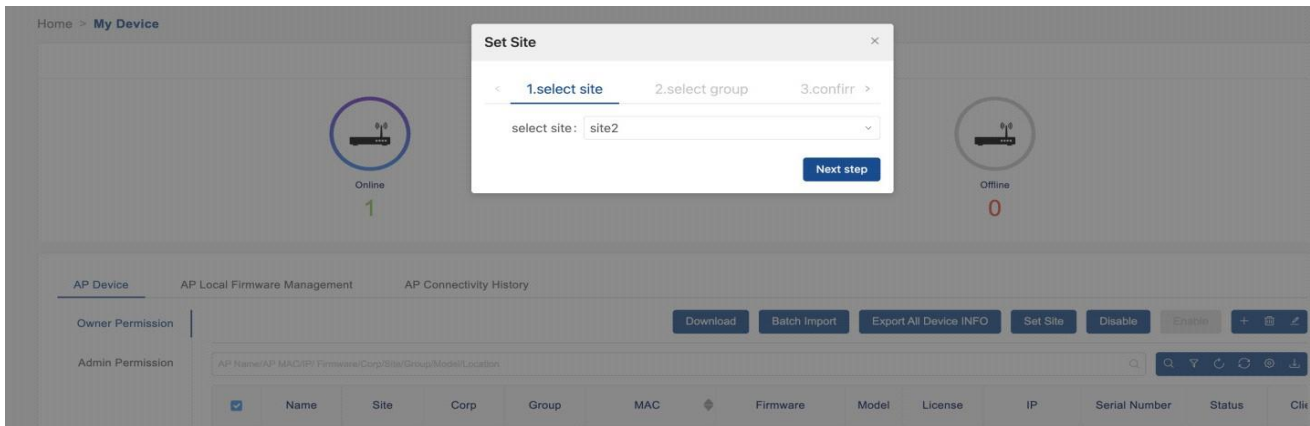 Home > My Device
Set Site
1.select site 2.select group 3.confirr
select site: site2
Next step
Online
1
Offline
0
AP Device AP Local Firmware Management AP Connectivity History
Owner Permission
Download Batch Import Export All Device INFO Set Site Disable Enable
Admin Permission
AP Name/AP MAC/IP/ Firmware/Corp/Site/Group/Model/Location
Name Site Corp Group MAC Firmware Model License IP Serial Number Status Clie